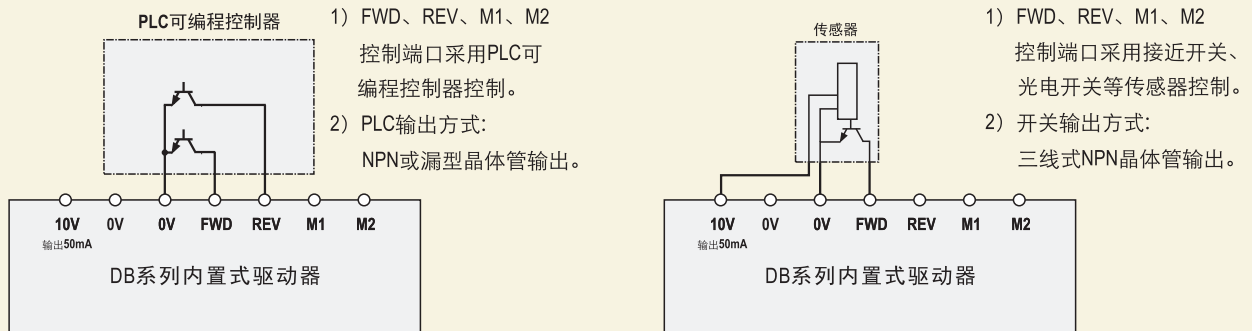 PLC可编程控制器
1）FWD、REV、M1、M2
控制端口采用PLC可
编程控制器控制。
2）PLC输出方式:
NPN或漏型晶体管输出。
10V 0V 0V FWD REV M1 M2
输出50mA
DB系列内置式驱动器
传感器
1）FWD、REV、M1、M2
控制端口采用接近开关、
光电开关等传感器控制。
2）开关输出方式:
三线式NPN晶体管输出。
10V 0V 0V FWD REV M1 M2
输出50mA
DB系列内置式驱动器